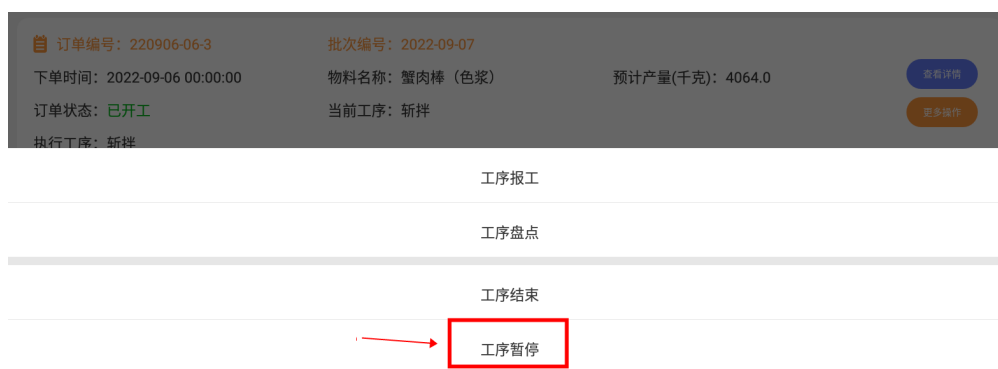 订单编号：220906-06-3 批次编号：2022-09-07
下单时间：2022-09-06 00:00:00 物料名称：蟹肉棒（色浆） 预计产量(千克)：4064.0 查看详情
订单状态：已开工 当前工序：斩拌 更多操作
执行工序：斩拌
工序报工
工序盘点
工序结束
工序暂停